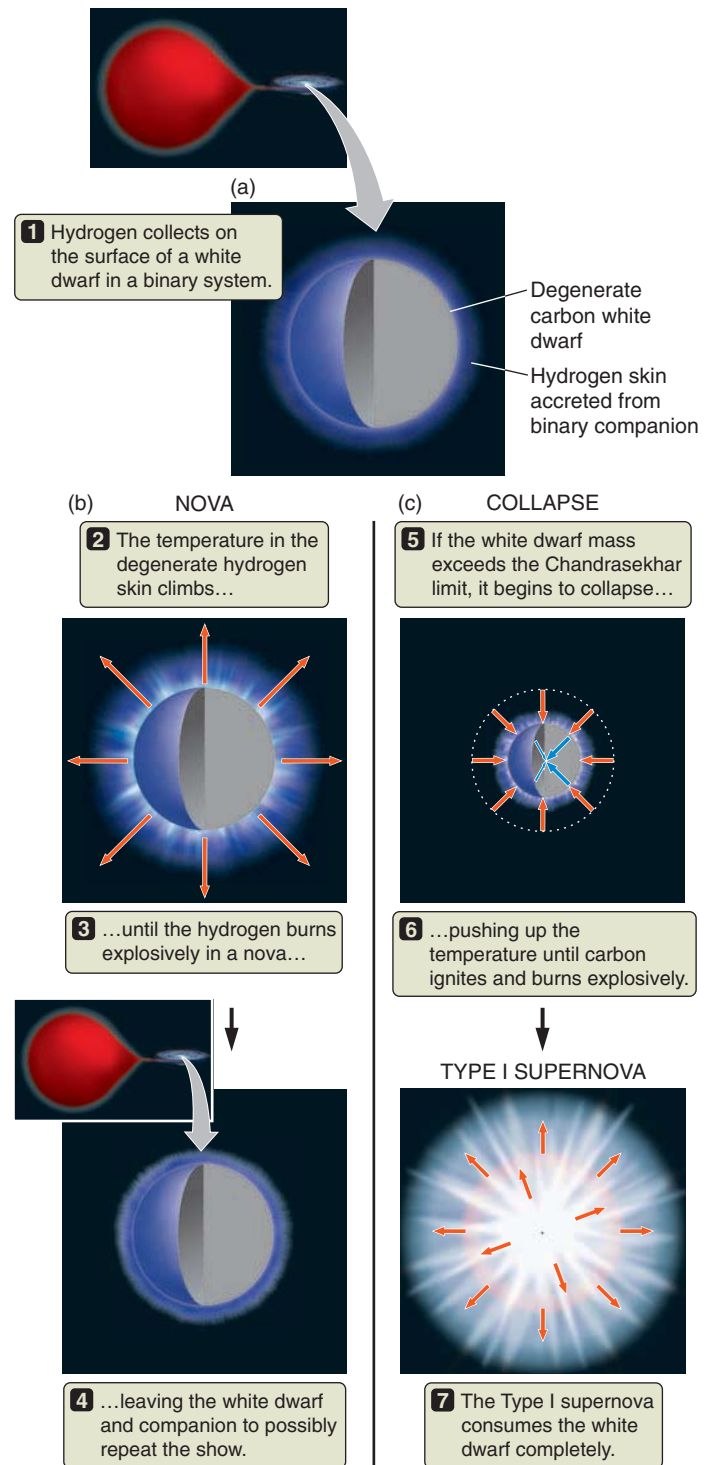 (a)
1 Hydrogen collects on
the surface of a white
dwarf in a binary system.
Degenerate
carbon white
dwarf
Hydrogen skin
accreted from
binary companion
(b) NOVA
2 The temperature in the
degenerate hydrogen
skin climbs…
3 …until the hydrogen burns
explosively in a nova…
4 …leaving the white dwarf
and companion to possibly
repeat the show.
(c) COLLAPSE
5 If the white dwarf mass
exceeds the Chandrasekhar
limit, it begins to collapse…
6 …pushing up the
temperature until carbon
ignites and burns explosively.
TYPE I SUPERNOVA
7 The Type I supernova
consumes the white
dwarf completely.